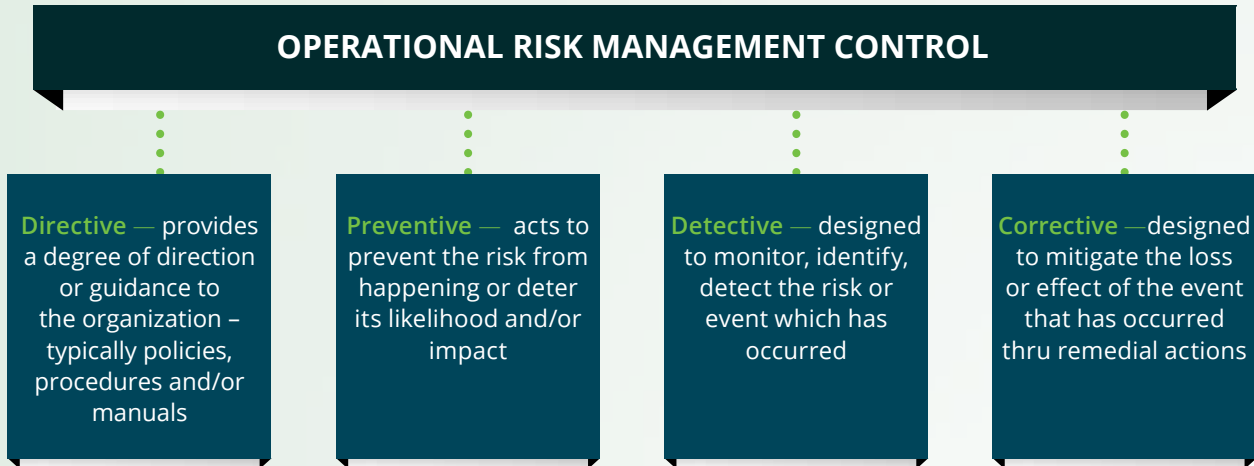 OPERATIONAL RISK MANAGEMENT CONTROL
Directive — provides
a degree of direction
or guidance to
the organization –
typically policies,
procedures and/or
manuals
Preventive — acts to
prevent the risk from
happening or deter
its likelihood and/or
impact
Detective — designed
to monitor, identify,
detect the risk or
event which has
occurred
Corrective —designed
to mitigate the loss
or effect of the event
that has occurred
thru remedial actions